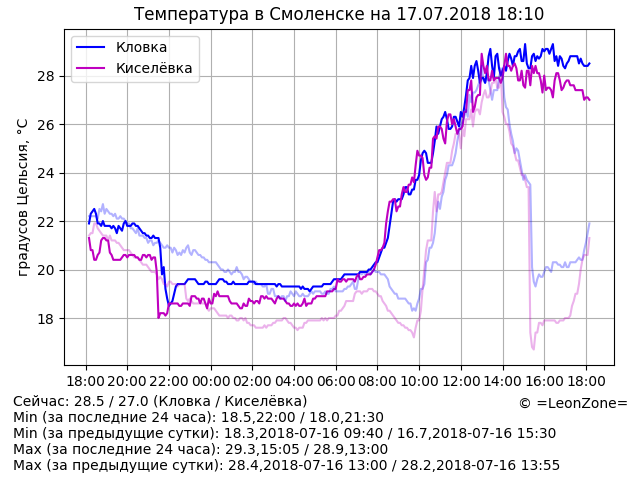 Температура в Смоленске на 17.07.2018 18:10
Кловка
Киселёвка
градусов Цельсия, °C
28
26
24
22
20
18
18:00 20:00 22:00 00:00 02:00 04:00 06:00 08:00 10:00 12:00 14:00 16:00 18:00
Сейчас: 28.5 / 27.0 (Кловка / Киселёвка)
© =LeonZone=
Min (за последние 24 часа): 18.5,22:00 / 18.0,21:30
Min (за предыдущие сутки): 18.3,2018-07-16 09:40 / 16.7,2018-07-16 15:30
Max (за последние 24 часа): 29.3,15:05 / 28.9,13:00
Max (за предыдущие сутки): 28.4,2018-07-16 13:00 / 28.2,2018-07-16 13:55